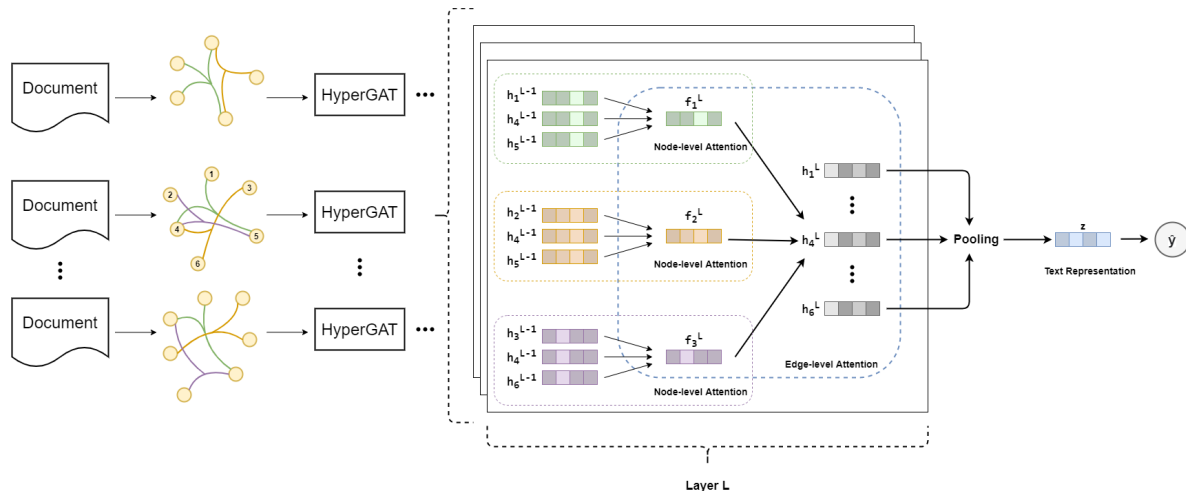 Document
HyperGAT
•••
Document
1
2
3
4
5
6
HyperGAT
Document
HyperGAT
•••
h₁ᴸ⁻¹
h₄ᴸ⁻¹
h₅ᴸ⁻¹
f₁ᴸ
Node-level Attention
h₂ᴸ⁻¹
h₄ᴸ⁻¹
h₅ᴸ⁻¹
f₂ᴸ
Node-level Attention
h₃ᴸ⁻¹
h₄ᴸ⁻¹
h₆ᴸ⁻¹
f₃ᴸ
Node-level Attention
h₁ᴸ
h₄ᴸ
h₆ᴸ
Edge-level Attention
Pooling
z
Text Representation
ŷ
Layer L